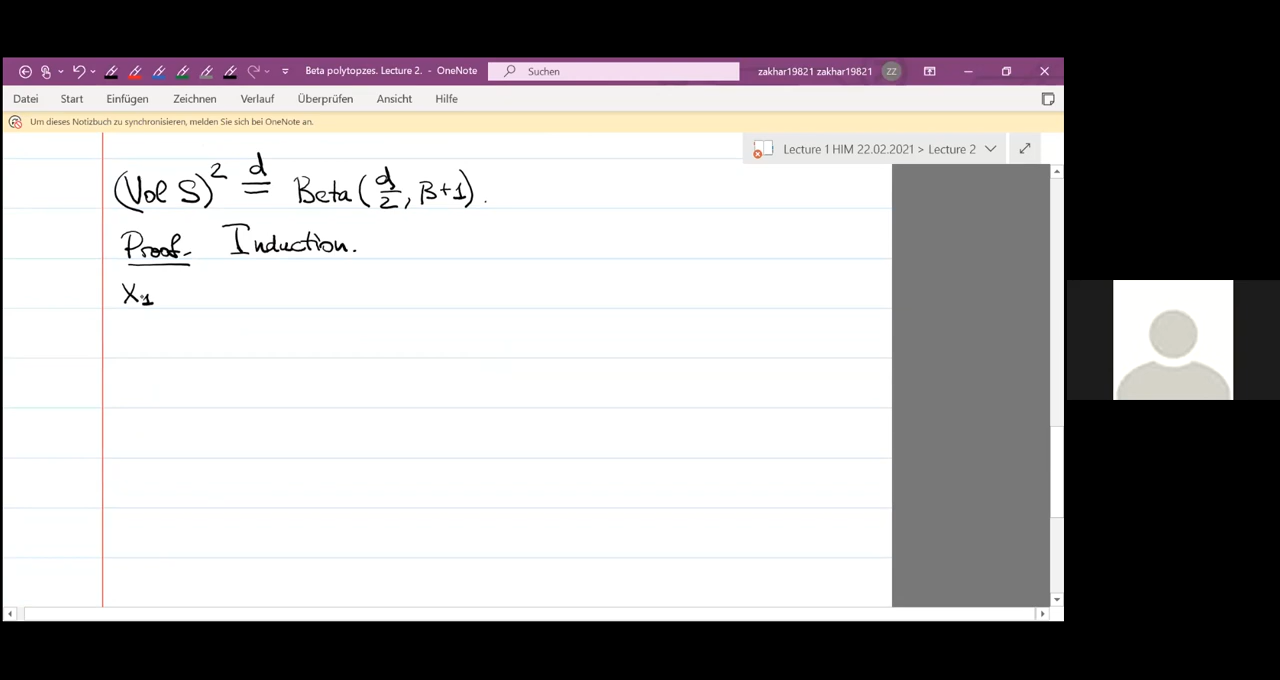 Beta polytopzes. Lecture 2. - OneNote
Suchen
zakhar19821 zakhar19821
ZZ
Datei Start Einfügen Zeichnen Verlauf Überprüfen Ansicht Hilfe
Um dieses Notizbuch zu synchronisieren, melden Sie sich bei OneNote an.
Lecture 1 HIM 22.02.2021 > Lecture 2
(Vol S)² \stackrel{d}{=} Beta(d/2, β+1).
Proof. Induction.
X₁